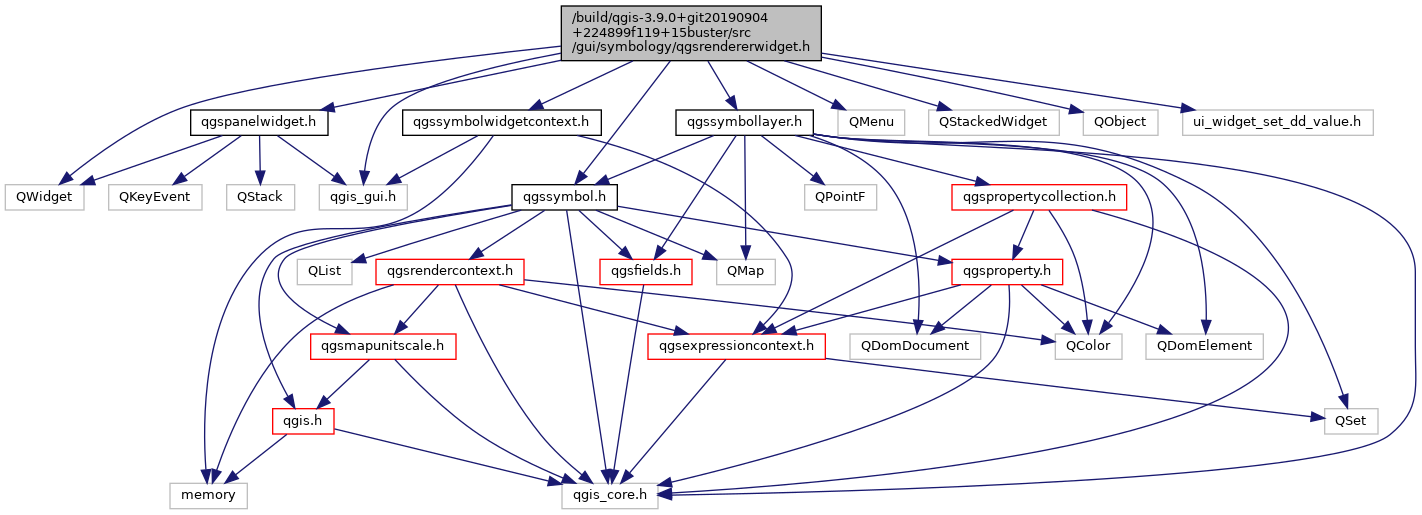 /build/qgis-3.9.0+git20190904
+224899f119+15buster/src
/gui/symbology/qgsrendererwidget.h
qgspanelwidget.h
qgssymbolwidgetcontext.h
qgssymbollayer.h
QMenu
QStackedWidget
QObject
ui_widget_set_dd_value.h
QWidget
QKeyEvent
QStack
qgis_gui.h
qgssymbol.h
QPointF
qgspropertycollection.h
QList
qgsrendercontext.h
qgsfields.h
QMap
qgsproperty.h
qgsmapunitscale.h
qgsexpressioncontext.h
QDomDocument
QColor
QDomElement
qgis.h
QSet
memory
qgis_core.h